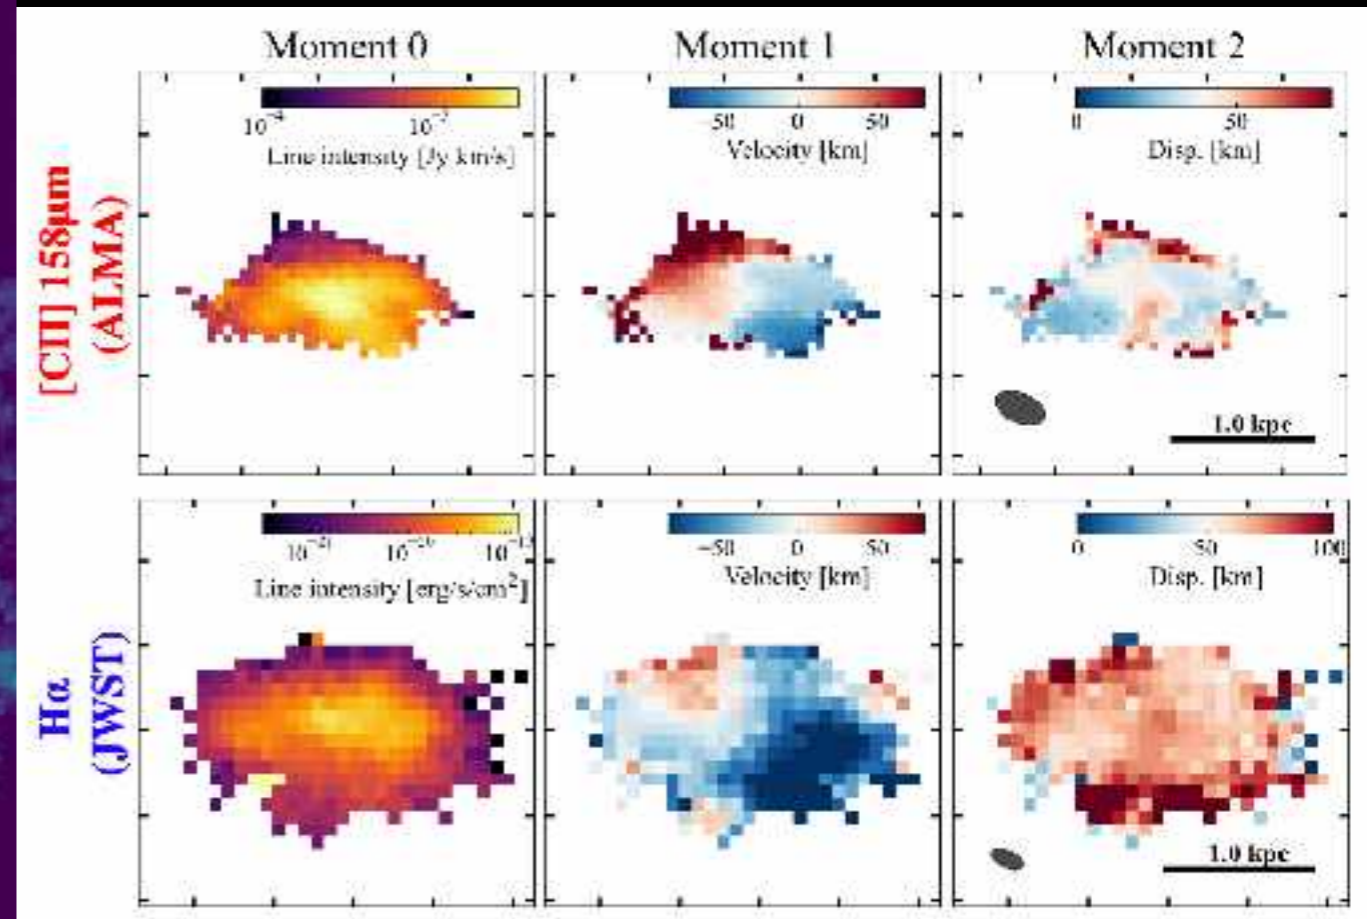 Moment 0 Moment 1 Moment 2
[CII] 158μm
(ALMA)
-50 0 50
0 50
Line intensity [Jy km/s]
Velocity [km]
Disp. [km]
1.0 kpc
Hα
(JWST)
−50 0 50
0 50 100
Line intensity [erg/s/cm²]
Velocity [km]
Disp. [km]
1.0 kpc